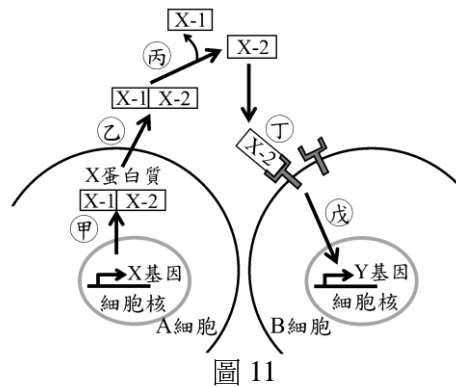 X-1
丙
X-2
X-1 X-2
乙
丁
X-2
X蛋白質
X-1 X-2
甲
戊
X基因
Y基因
細胞核
細胞核
A細胞
B細胞
圖 11